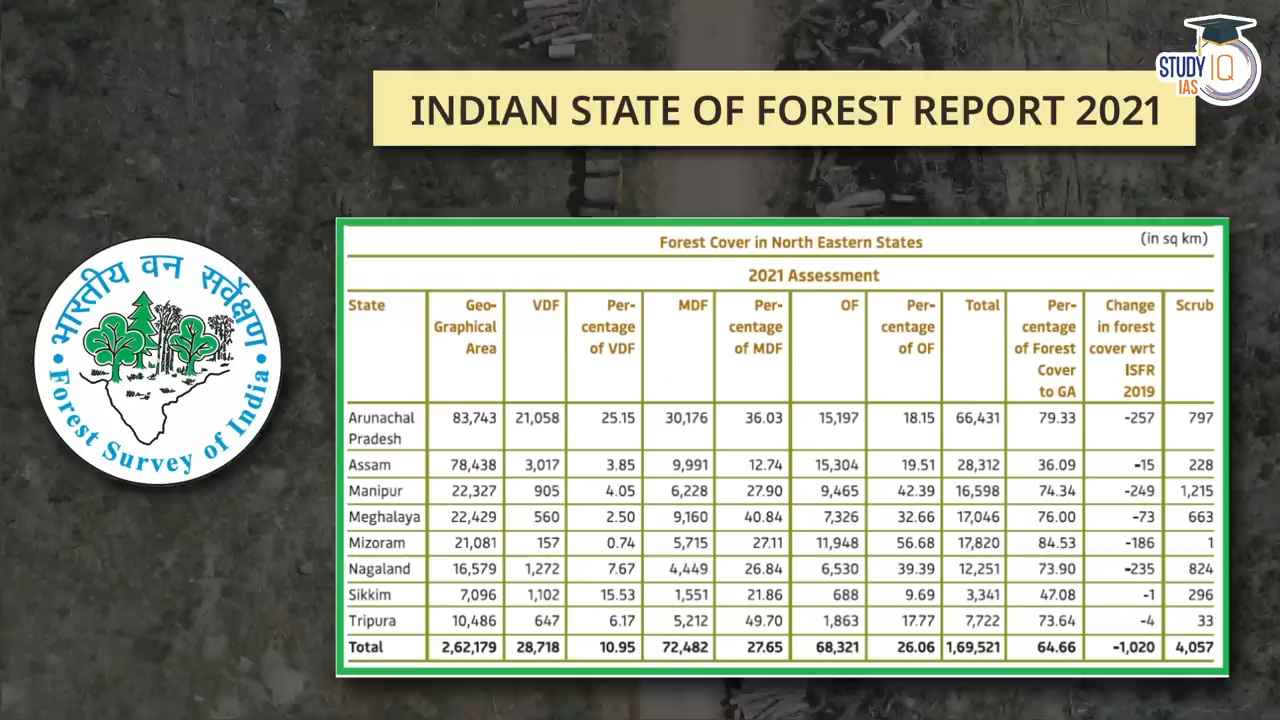 STUDY IQ
IAS
INDIAN STATE OF FOREST REPORT 2021
भारतीय वन सर्वेक्षण
Forest Survey of India
Forest Cover in North Eastern States (in sq km)
2021 Assessment
State Geo-Graphical Area VDF Per-centage of VDF MDF Per-centage of MDF OF Per-centage of OF Total Per-centage of Forest Cover to GA Change in forest cover wrt ISFR 2019 Scrub
Arunachal Pradesh 83,743 21,058 25.15 30,176 36.03 15,197 18.15 66,431 79.33 -257 797
Assam 78,438 3,017 3.85 9,991 12.74 15,304 19.51 28,312 36.09 -15 228
Manipur 22,327 905 4.05 6,228 27.90 9,465 42.39 16,598 74.34 -249 1,215
Meghalaya 22,429 560 2.50 9,160 40.84 7,326 32.66 17,046 76.00 -73 663
Mizoram 21,081 157 0.74 5,715 27.11 11,948 56.68 17,820 84.53 -186 1
Nagaland 16,579 1,272 7.67 4,449 26.84 6,530 39.39 12,251 73.90 -235 824
Sikkim 7,096 1,102 15.53 1,551 21.86 688 9.69 3,341 47.08 -1 296
Tripura 10,486 647 6.17 5,212 49.70 1,863 17.77 7,722 73.64 -4 33
Total 2,62,179 28,718 10.95 72,482 27.65 68,321 26.06 1,69,521 64.66 -1,020 4,057